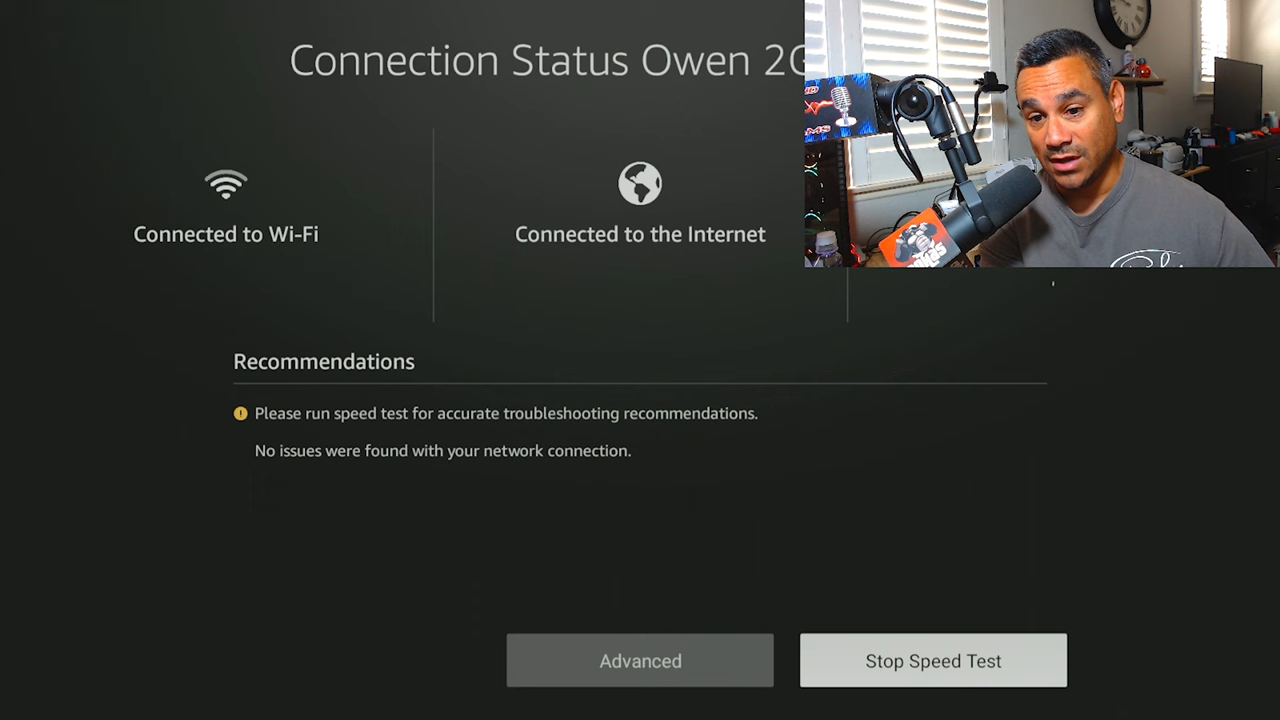 Connection Status Owen 2G
Connected to Wi-Fi
Connected to the Internet
Recommendations
Please run speed test for accurate troubleshooting recommendations.
No issues were found with your network connection.
Advanced
Stop Speed Test